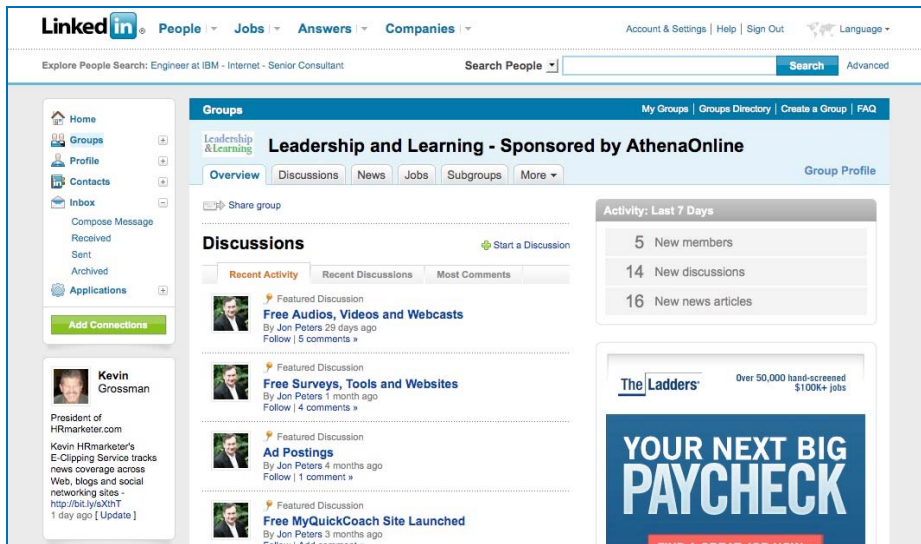 Linked in ® People Jobs Answers Companies Account & Settings | Help | Sign Out Language
Explore People Search: Engineer at IBM - Internet - Senior Consultant Search People Search Advanced
Home
Groups
Profile
Contacts
Inbox
Compose Message
Received
Sent
Archived
Applications
Add Connections
Kevin
Grossman
President of
HRmarketer.com
Kevin HRmarketer's
E-Clipping Service tracks
news coverage across
Web, blogs and social
networking sites -
http://bit.ly/sXthT
1 day ago [ Update ]
Groups My Groups | Groups Directory | Create a Group | FAQ
Leadership
&Learning
Leadership and Learning - Sponsored by AthenaOnline
Overview Discussions News Jobs Subgroups More Group Profile
Share group
Discussions Start a Discussion
Recent Activity Recent Discussions Most Comments
Featured Discussion
Free Audios, Videos and Webcasts
By Jon Peters 29 days ago
Follow | 5 comments »
Featured Discussion
Free Surveys, Tools and Websites
By Jon Peters 1 month ago
Follow | 4 comments »
Featured Discussion
Ad Postings
By Jon Peters 4 months ago
Follow | 1 comment »
Featured Discussion
Free MyQuickCoach Site Launched
By Jon Peters 3 months ago
Follow | Add comment »
Activity: Last 7 Days
5 New members
14 New discussions
16 New news articles
The Ladders
Over 50,000 hand-screened
$100K+ jobs
YOUR NEXT BIG
PAYCHECK
FIND A GREAT JOB NOW